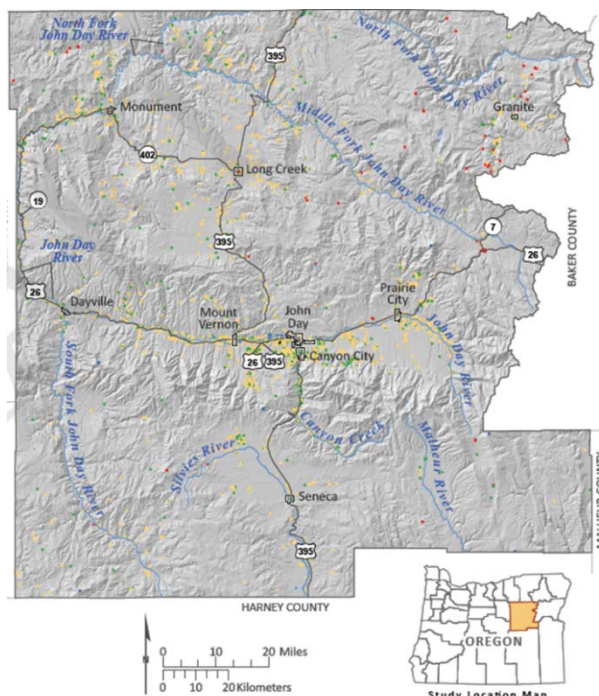 North Fork
John Day River
395
North Fork John Day River
Granite
Monument
Middle Fork John Day River
402
Long Creek
19
7
395
26
BAKER COUNTY
John Day
River
26
Dayville
Mount
Vernon
John
Day
Prairie
City
John Day
River
26
395
Canyon City
South Fork John Day River
Canyon Creek
Malheur
River
Silvies River
Seneca
395
MALHEUR COUNTY
HARNEY COUNTY
N
0 10 20 Miles
0 10 20 Kilometers
OREGON
Study Location Map